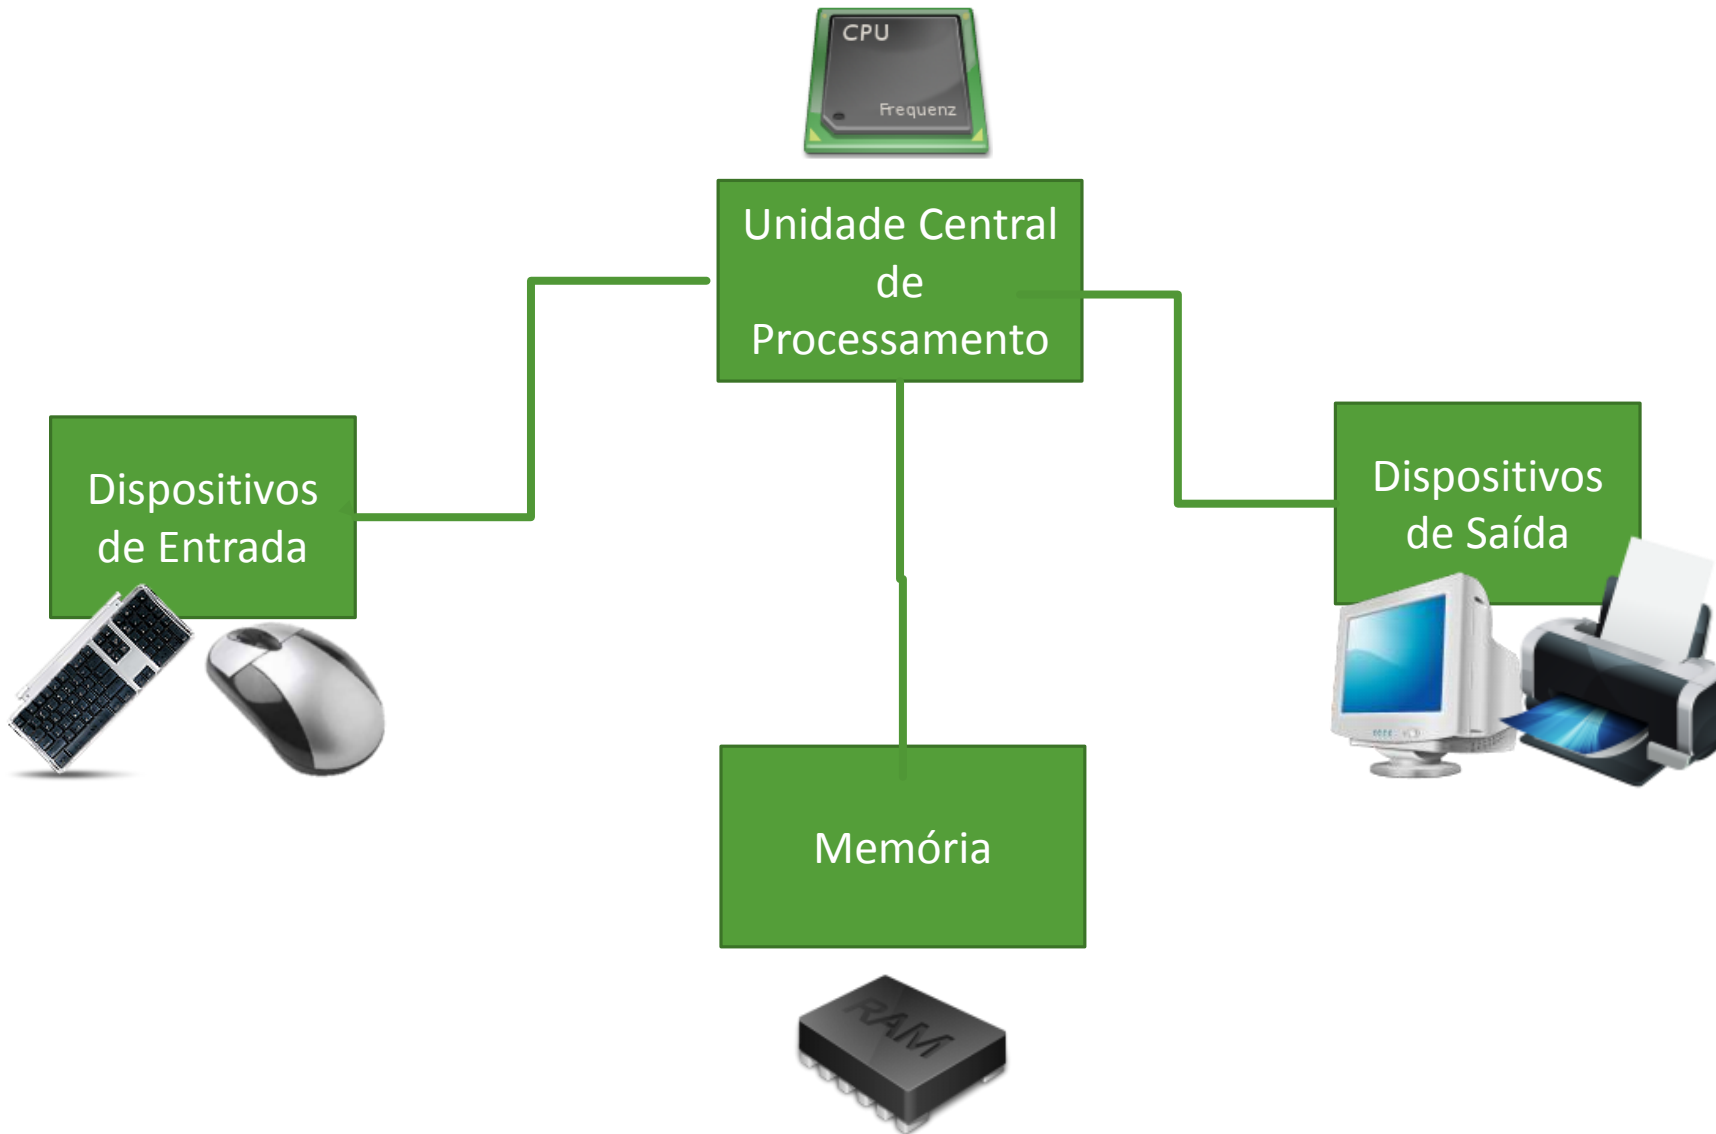 CPU
Frequenz
Unidade Central
de
Processamento
Dispositivos
de Entrada
Dispositivos
de Saída
Memória
RAM